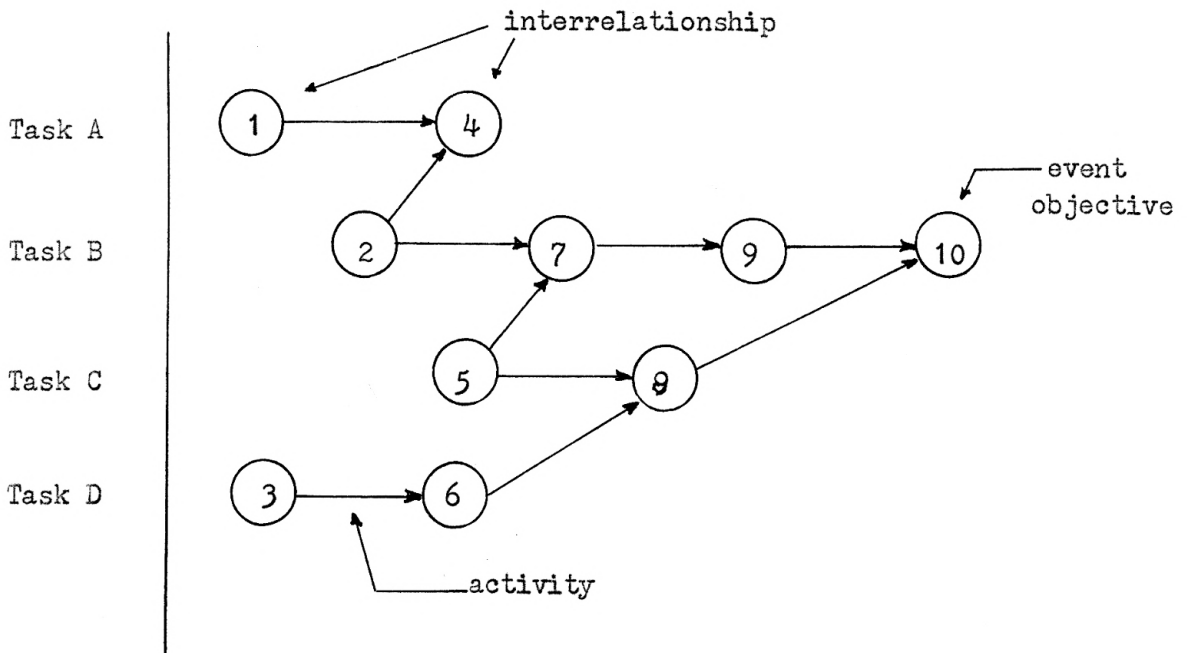 interrelationship
Task A
1
4
event
objective
Task B
2
7
9
10
Task C
5
8
Task D
3
6
activity